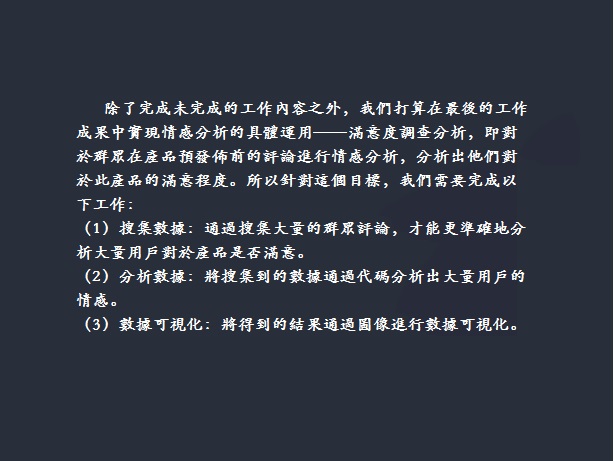 除了完成未完成的工作內容之外，我們打算在最後的工作
成果中實現情感分析的具體運用——滿意度調查分析，即對
於群眾在產品預發佈前的評論進行情感分析，分析出他們對
於此產品的滿意程度。所以針對這個目標，我們需要完成以
下工作：
（1）搜集數據：通過搜集大量的群眾評論，才能更準確地分
析大量用戶對於產品是否滿意。
（2）分析數據：將搜集到的數據通過代碼分析出大量用戶的
情感。
（3）數據可視化：將得到的結果通過圖像進行數據可視化。